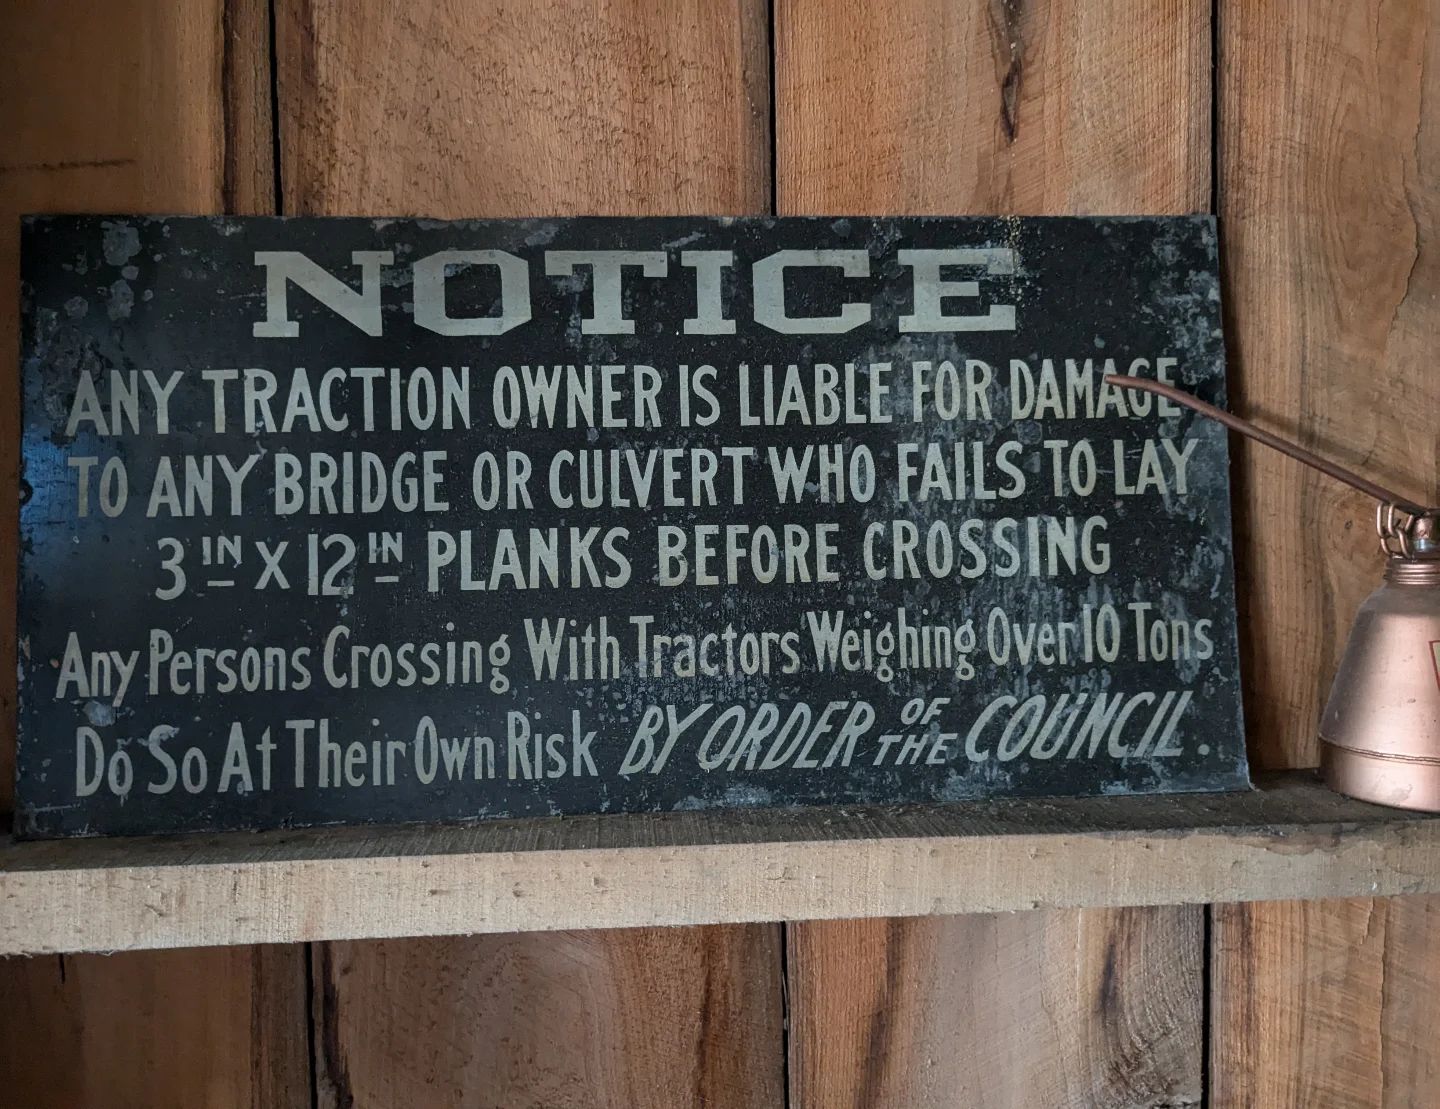 NOTICE
ANY TRACTION OWNER IS LIABLE FOR DAMAGE
TO ANY BRIDGE OR CULVERT WHO FAILS TO LAY
3 IN X 12 IN PLANKS BEFORE CROSSING
Any Persons Crossing With Tractors Weighing Over 10 Tons
Do So At Their Own Risk BY ORDER OF THE COUNCIL.